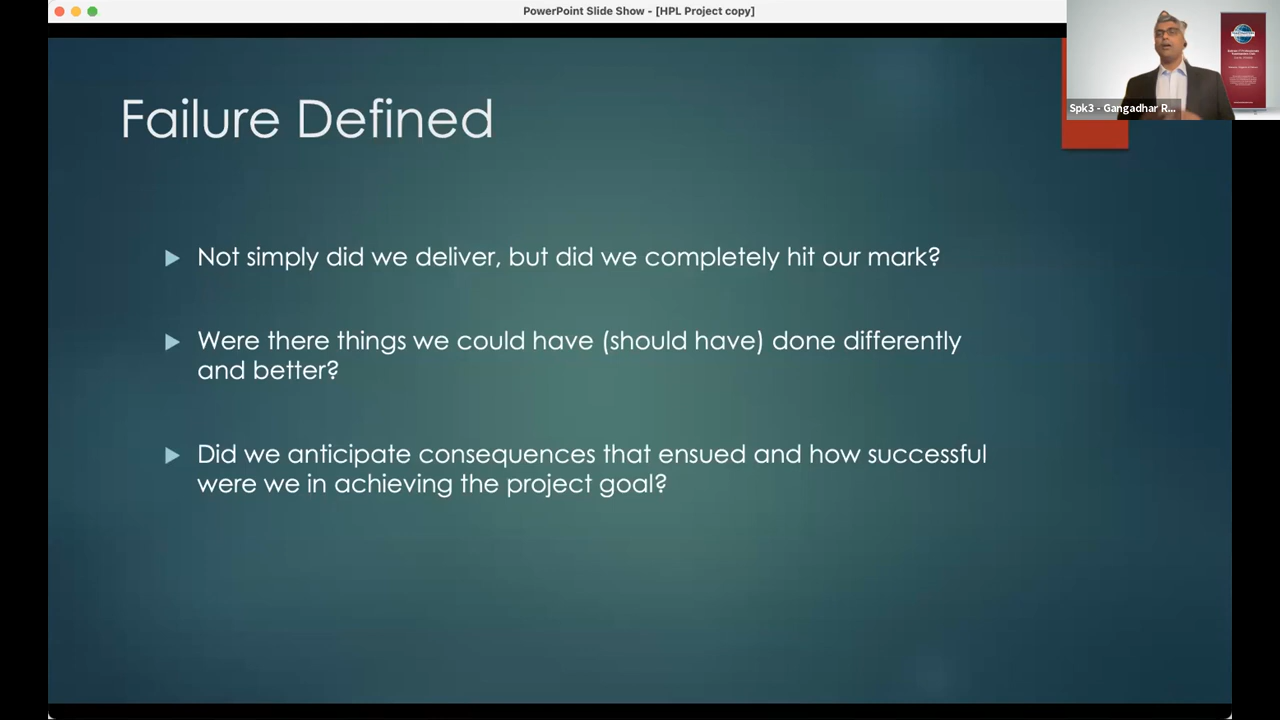 PowerPoint Slide Show - [HPL Project copy]
Spk3 - Gangadhar R...
Failure Defined
Not simply did we deliver, but did we completely hit our mark?
Were there things we could have (should have) done differently
and better?
Did we anticipate consequences that ensued and how successful
were we in achieving the project goal?